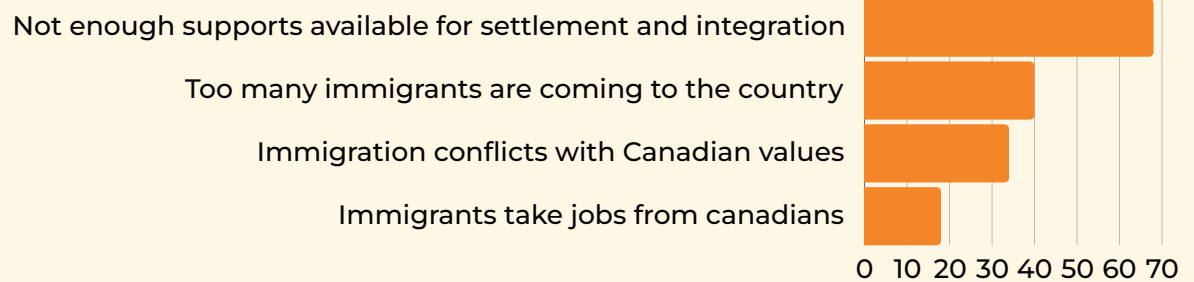 Not enough supports available for settlement and integration
Too many immigrants are coming to the country
Immigration conflicts with Canadian values
Immigrants take jobs from canadians
0 10 20 30 40 50 60 70